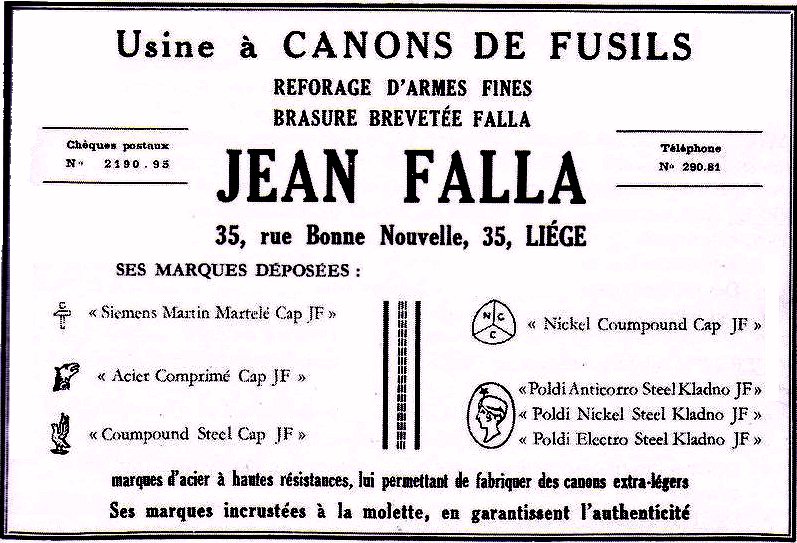 Usine à CANONS DE FUSILS
REFORAGE D'ARMES FINES
BRASURE BREVETÉE FALLA
Chèques postaux
No 2190.95
Téléphone
No 290.81
JEAN FALLA
35, rue Bonne Nouvelle, 35, LIÉGE
SES MARQUES DÉPOSÉES :
« Siemens Martin Martelé Cap JF »
« Acier Comprimé Cap JF »
« Coumpound Steel Cap JF »
N C C
« Nickel Coumpound Cap JF »
«Poldi Anticorro Steel Kladno JF»
« Poldi Nickel Steel Kladno JF »
« Poldi Electro Steel Kladno JF »
marques d'acier à hautes résistances, lui permettant de fabriquer des canons extra-légers
Ses marques incrustées à la molette, en garantissent l'authenticité